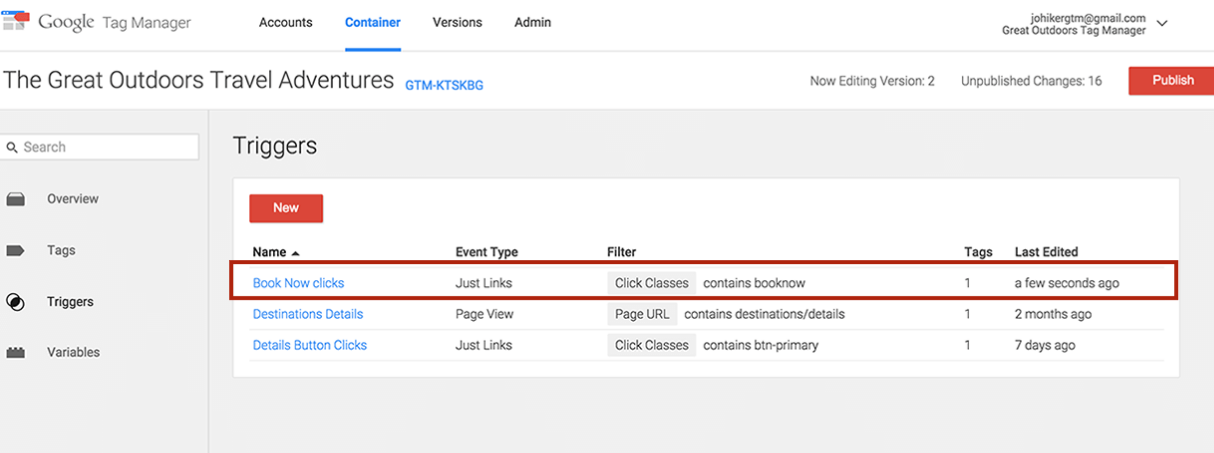 Google Tag Manager Accounts Container Versions Admin johikergtm@gmail.com
Great Outdoors Tag Manager
The Great Outdoors Travel Adventures GTM-KTSKBG Now Editing Version: 2 Unpublished Changes: 16 Publish
Search
Overview
Tags
Triggers
Variables
Triggers
New
Name Event Type Filter Tags Last Edited
Book Now clicks Just Links Click Classes contains booknow 1 a few seconds ago
Destinations Details Page View Page URL contains destinations/details 1 2 months ago
Details Button Clicks Just Links Click Classes contains btn-primary 1 7 days ago